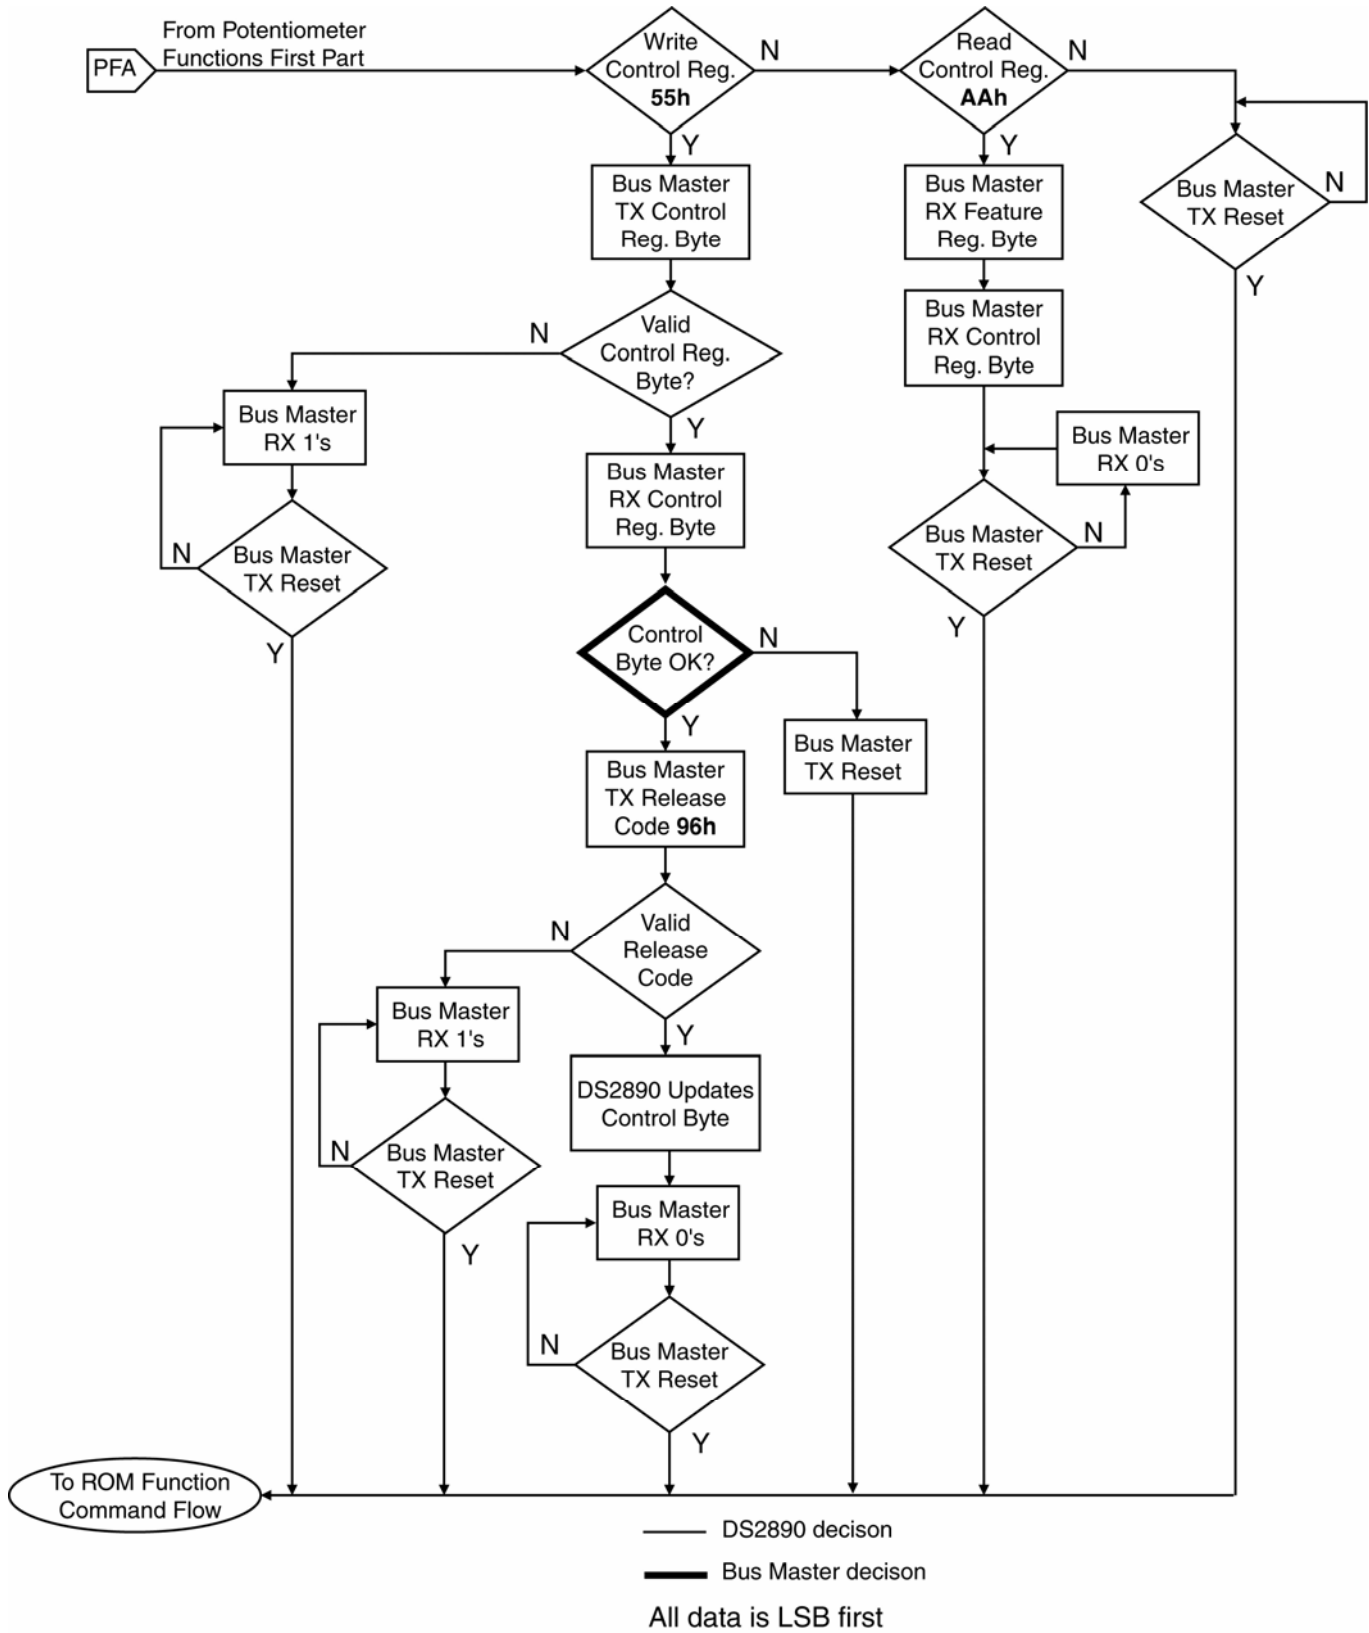 From Potentiometer
Functions First Part
PFA
Write
Control Reg.
55h
N
Read
Control Reg.
AAh
N
Y
Y
Bus Master
TX Control
Reg. Byte
Bus Master
RX Feature
Reg. Byte
Bus Master
TX Reset
N
Y
Valid
Control Reg.
Byte?
N
Y
Bus Master
RX Control
Reg. Byte
Bus Master
RX 1's
Bus Master
RX 0's
Bus Master
RX Control
Reg. Byte
Bus Master
TX Reset
N
Y
Bus Master
TX Reset
N
Y
Control
Byte OK?
N
Y
Bus Master
TX Reset
Bus Master
TX Release
Code 96h
Valid
Release
Code
N
Y
Bus Master
RX 1's
DS2890 Updates
Control Byte
Bus Master
TX Reset
N
Y
Bus Master
RX 0's
Bus Master
TX Reset
N
Y
To ROM Function
Command Flow
DS2890 decison
Bus Master decison
All data is LSB first